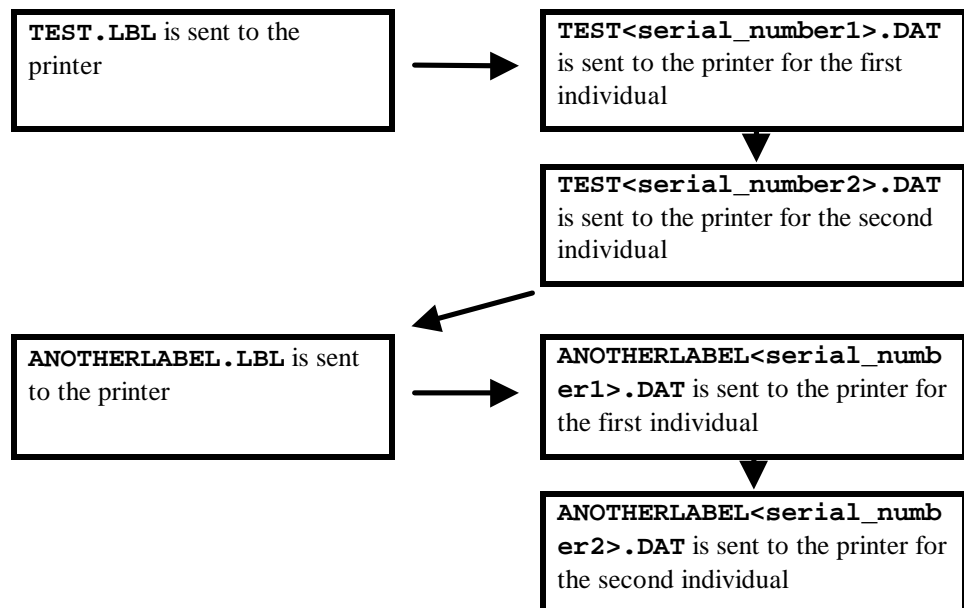 TEST.LBL is sent to the
printer
TEST<serial_number1>.DAT
is sent to the printer for the first
individual
TEST<serial_number2>.DAT
is sent to the printer for the second
individual
ANOTHERLABEL.LBL is sent
to the printer
ANOTHERLABEL<serial_numb
er1>.DAT is sent to the printer for
the first individual
ANOTHERLABEL<serial_numb
er2>.DAT is sent to the printer for
the second individual